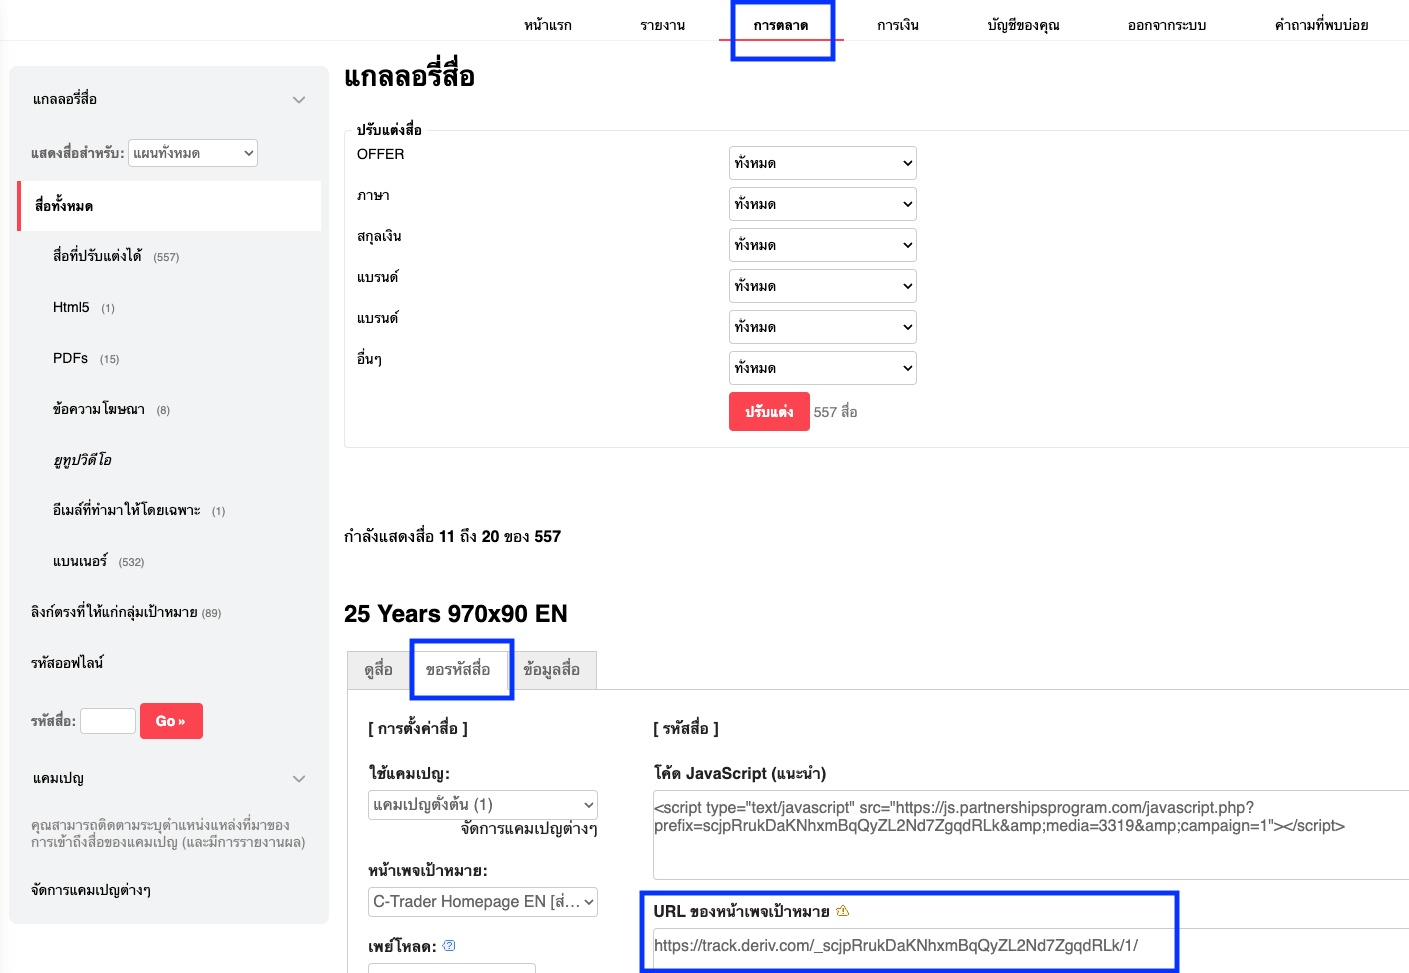 หน้าแรก รายงาน การตลาด การเงิน บัญชีของคุณ ออกจากระบบ คำถามที่พบบ่อย
แกลลอรี่สื่อ
แสดงสื่อสำหรับ: แผนทั้งหมด
สื่อทั้งหมด
สื่อที่ปรับแต่งได้ (557)
Html5 (1)
PDFs (15)
ข้อความโฆษณา (8)
ยูทูปวิดีโอ
อีเมล์ที่ทำมาให้โดยเฉพาะ (1)
แบนเนอร์ (532)
ลิงก์ตรงที่ให้แก่กลุ่มเป้าหมาย (89)
รหัสออฟไลน์
รหัสสื่อ: Go »
แคมเปญ
คุณสามารถติดตามระบุตำแหน่งแหล่งที่มาของ
การเข้าถึงสื่อของแคมเปญ (และมีการรายงานผล)
จัดการแคมเปญต่างๆ
แกลลอรี่สื่อ
ปรับแต่งสื่อ
OFFER ทั้งหมด
ภาษา ทั้งหมด
สกุลเงิน ทั้งหมด
แบรนด์ ทั้งหมด
แบรนด์ ทั้งหมด
อื่นๆ ทั้งหมด
ปรับแต่ง 557 สื่อ
กำลังแสดงสื่อ 11 ถึง 20 ของ 557
25 Years 970x90 EN
ดูสื่อ ขอรหัสสื่อ ข้อมูลสื่อ
[ การตั้งค่าสื่อ ]
ใช้แคมเปญ:
แคมเปญตั้งต้น (1)
จัดการแคมเปญต่างๆ
หน้าเพจเป้าหมาย:
C-Trader Homepage EN [ส่...
เพย์โหลด:
[ รหัสสื่อ ]
โค้ด JavaScript (แนะนำ)
<script type="text/javascript" src="https://js.partnershipsprogram.com/javascript.php?
prefix=scjpRrukDaKNhxmBqQyZL2Nd7ZgqdRLk&amp;media=3319&amp;campaign=1"></script>
URL ของหน้าเพจเป้าหมาย
https://track.deriv.com/_scjpRrukDaKNhxmBqQyZL2Nd7ZgqdRLk/1/